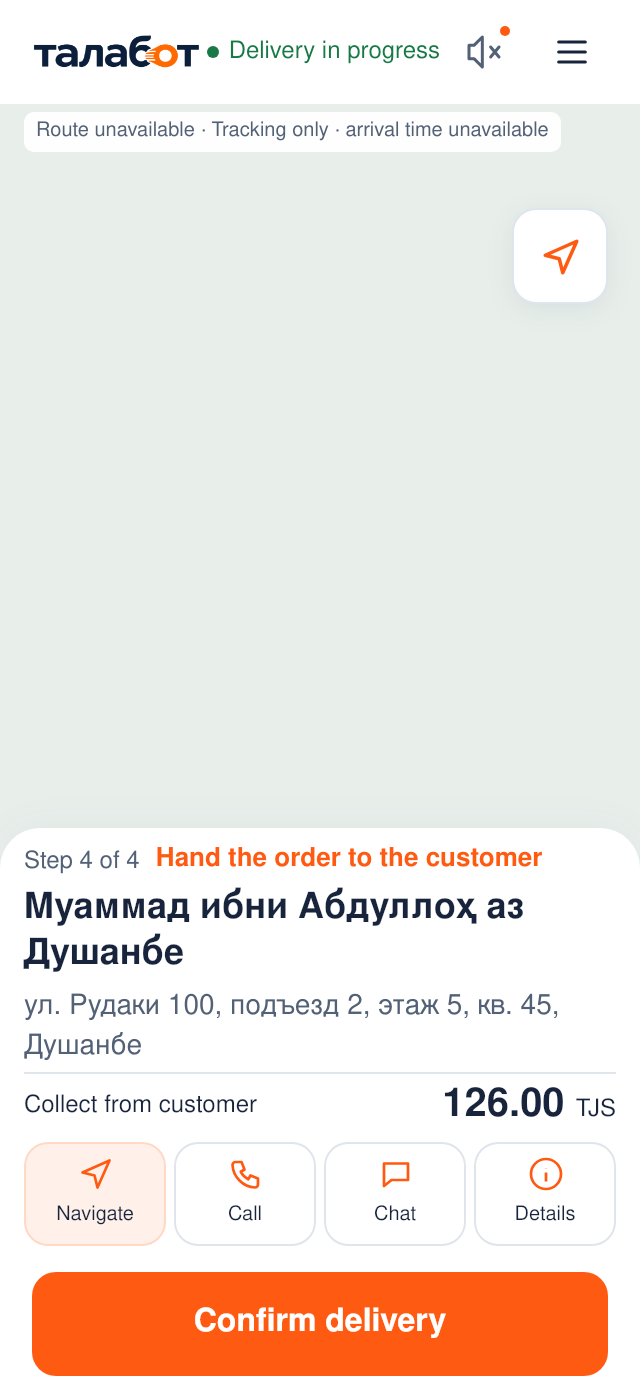 талабот
Delivery in progress
Route unavailable · Tracking only · arrival time unavailable
Step 4 of 4 Hand the order to the customer
Муаммад ибни Абдуллоҳ аз
Душанбе
ул. Рудаки 100, подъезд 2, этаж 5, кв. 45,
Душанбе
Collect from customer 126.00 TJS
Navigate Call Chat Details
Confirm delivery